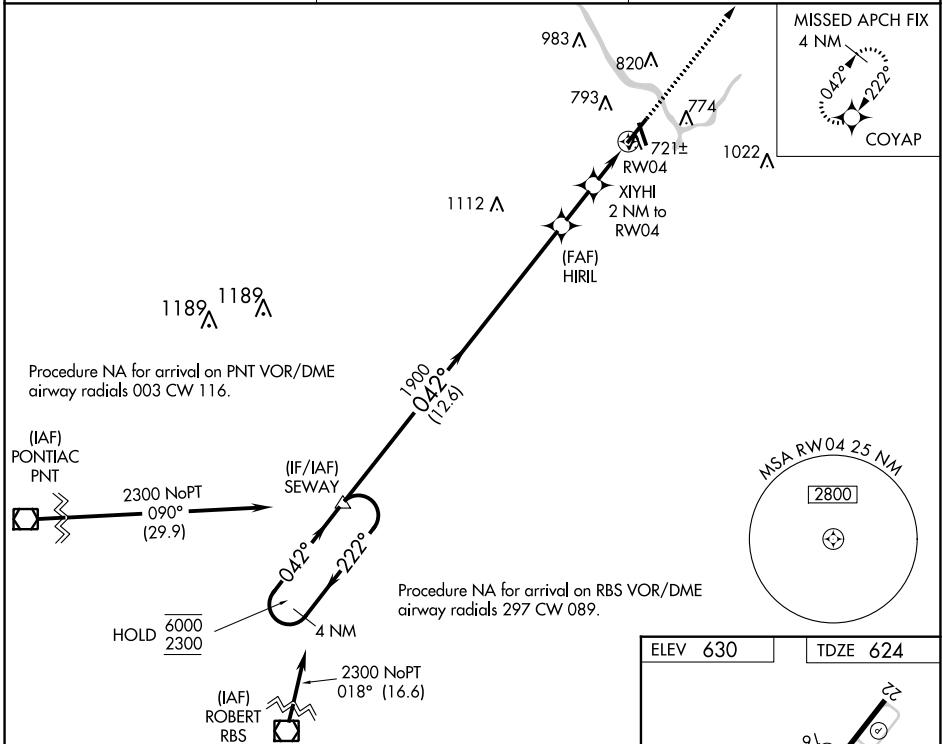 MISSED APCH FIX
4 NM
042°
222°
COYAP
983
820
793
774
721±
RW04
1022
XIYHI
2 NM to
RW04
1112
(FAF)
HIRIL
1189
1189
Procedure NA for arrival on PNT VOR/DME
airway radials 003 CW 116.
1900
042°
(12.6)
(IAF)
PONTIAC
PNT
2300 NoPT
090°
(29.9)
(IF/IAF)
SEWAY
MSA RW04 25 NM
2800
042°
222°
Procedure NA for arrival on RBS VOR/DME
airway radials 297 CW 089.
HOLD
6000
2300
4 NM
2300 NoPT
018° (16.6)
(IAF)
ROBERT
RBS
ELEV 630
TDZE 624
22
P